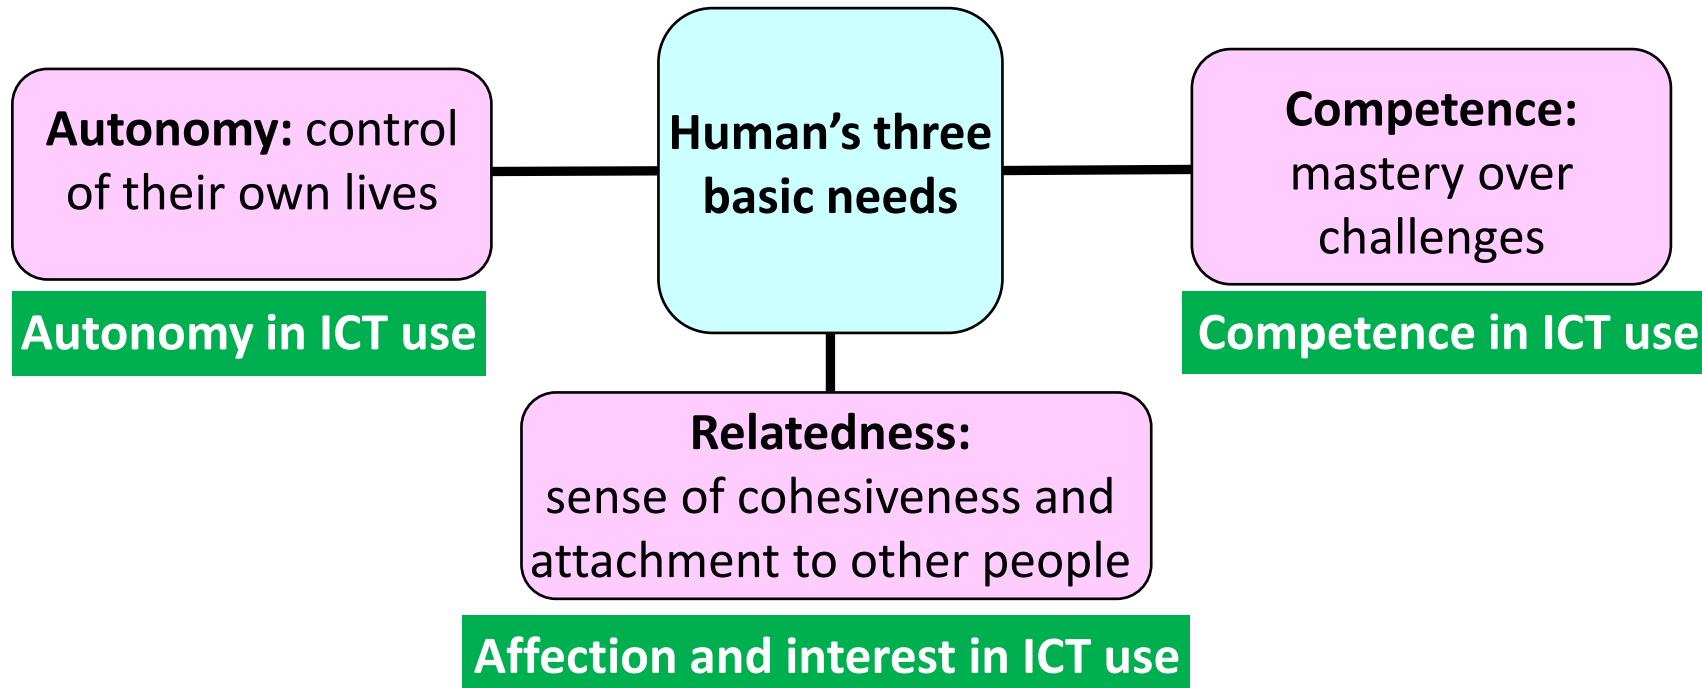 Autonomy: control
of their own lives
Autonomy in ICT use
Human’s three
basic needs
Competence:
mastery over
challenges
Competence in ICT use
Relatedness:
sense of cohesiveness and
attachment to other people
Affection and interest in ICT use